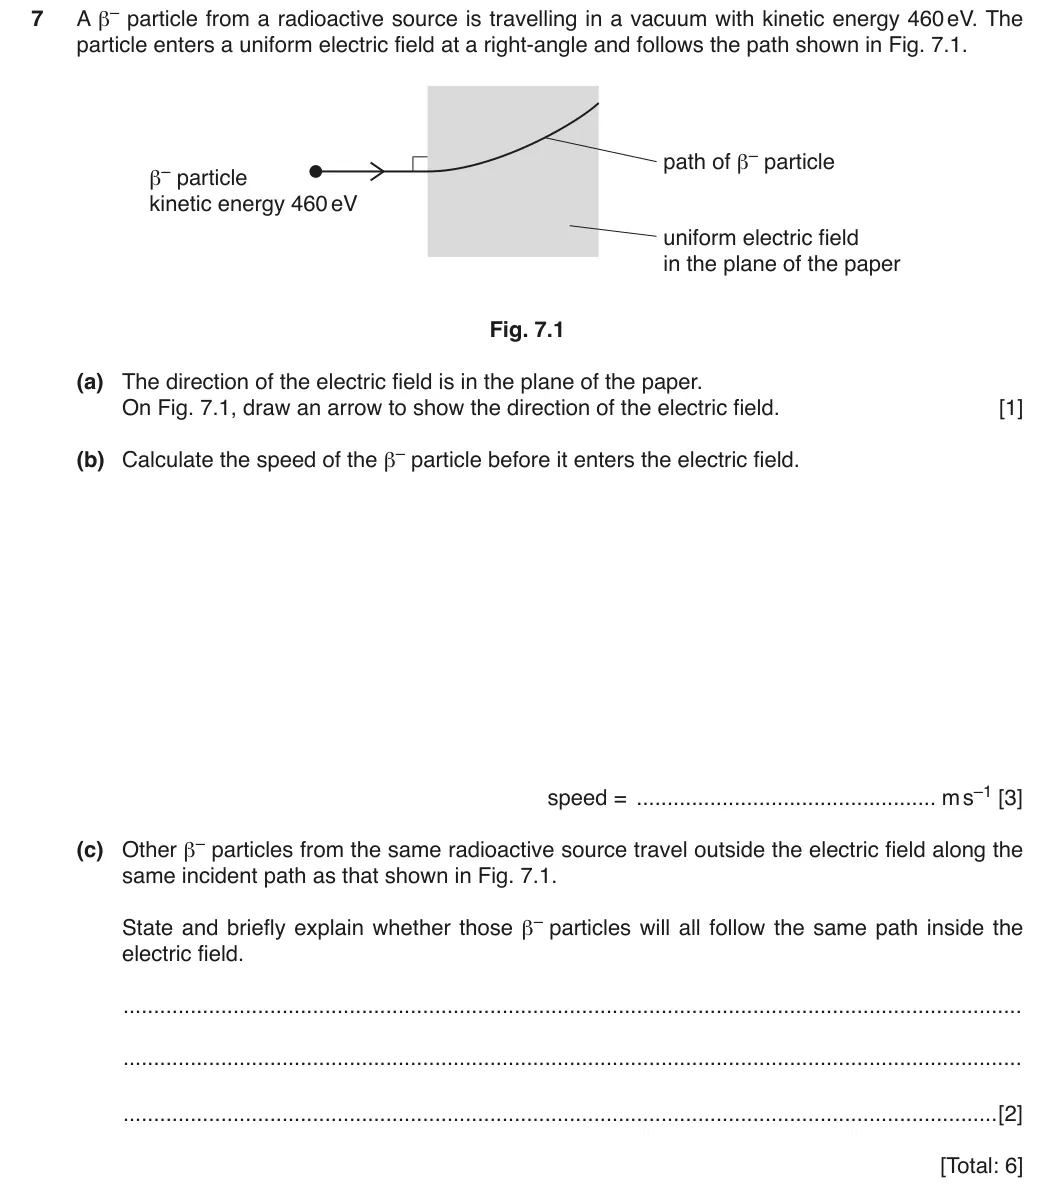 7 A β– particle from a radioactive source is travelling in a vacuum with kinetic energy 460 eV. The
particle enters a uniform electric field at a right-angle and follows the path shown in Fig. 7.1.
β– particle
kinetic energy 460 eV
path of β– particle
uniform electric field
in the plane of the paper
Fig. 7.1
(a) The direction of the electric field is in the plane of the paper.
On Fig. 7.1, draw an arrow to show the direction of the electric field. [1]
(b) Calculate the speed of the β– particle before it enters the electric field.
speed = ................................................. m s–1 [3]
(c) Other β– particles from the same radioactive source travel outside the electric field along the
same incident path as that shown in Fig. 7.1.
State and briefly explain whether those β– particles will all follow the same path inside the
electric field.
...................................................................................................................................................
...................................................................................................................................................
...............................................................................................................................................[2]
[Total: 6]